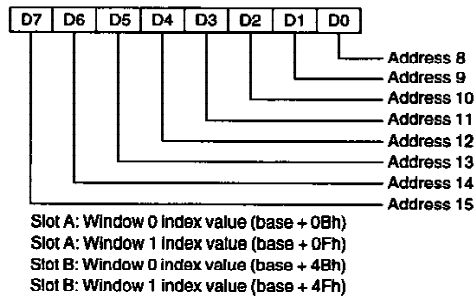 D7 D6 D5 D4 D3 D2 D1 D0
Address 8
Address 9
Address 10
Address 11
Address 12
Address 13
Address 14
Address 15
Slot A: Window 0 index value (base + 0Bh)
Slot A: Window 1 index value (base + 0Fh)
Slot B: Window 0 index value (base + 4Bh)
Slot B: Window 1 index value (base + 4Fh)